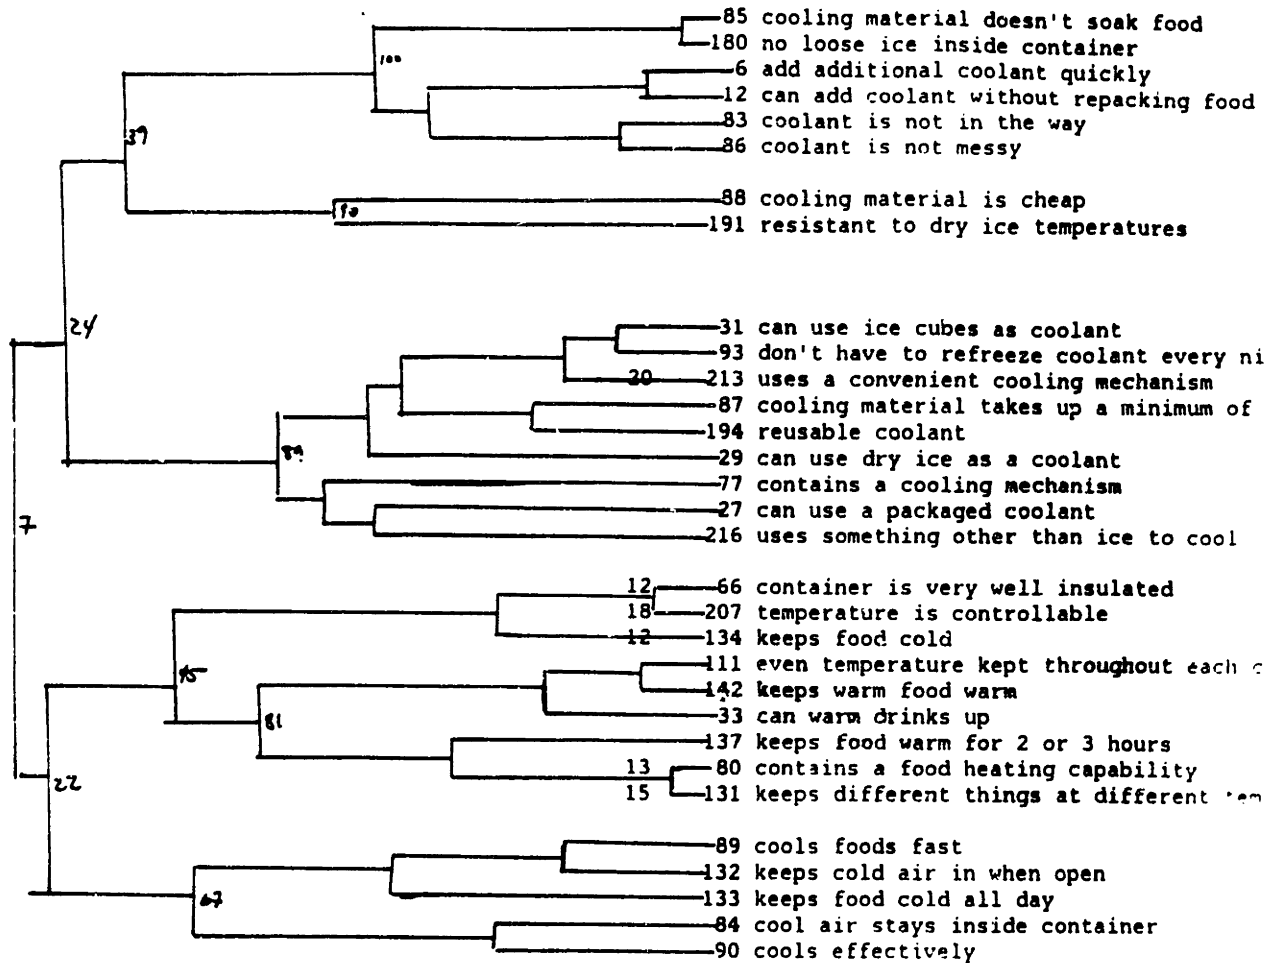 85 cooling material doesn't soak food
180 no loose ice inside container
100
6 add additional coolant quickly
12 can add coolant without repacking food
83 coolant is not in the way
39
86 coolant is not messy
88 cooling material is cheap
90
191 resistant to dry ice temperatures
24
31 can use ice cubes as coolant
93 don't have to refreeze coolant every ni
20 213 uses a convenient cooling mechanism
87 cooling material takes up a minimum of
194 reusable coolant
89
29 can use dry ice as a coolant
77 contains a cooling mechanism
27 can use a packaged coolant
7
216 uses something other than ice to cool
12 66 container is very well insulated
18 207 temperature is controllable
12 134 keeps food cold
111 even temperature kept throughout each c
142 keeps warm food warm
33 can warm drinks up
81
137 keeps food warm for 2 or 3 hours
13 80 contains a food heating capability
22
15 131 keeps different things at different
89 cools foods fast
132 keeps cold air in when open
133 keeps food cold all day
67
84 cool air stays inside container
90 cools effectively